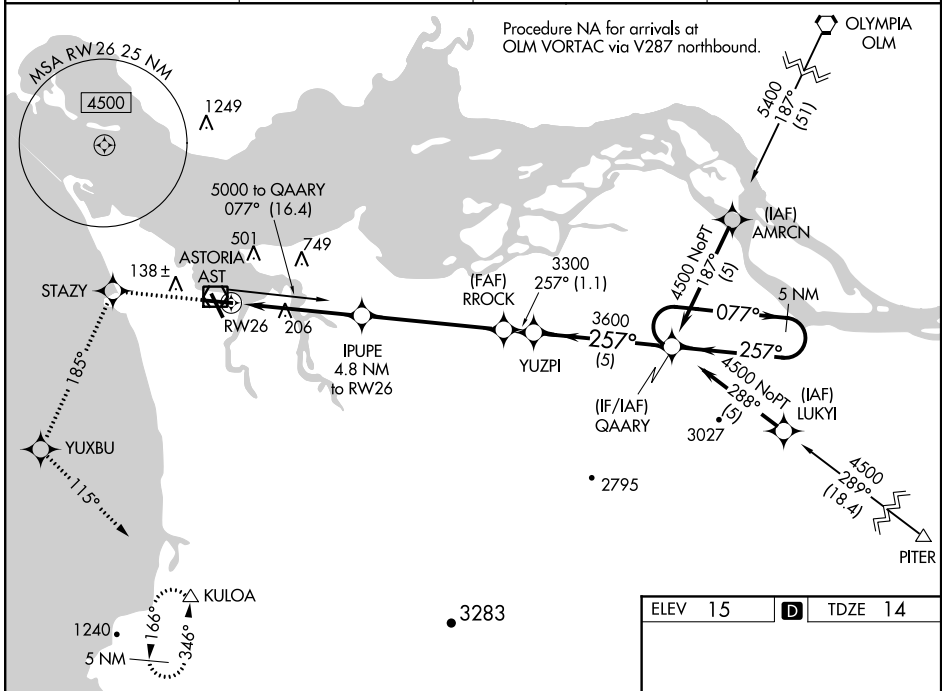 Procedure NA for arrivals at
OLM VORTAC via V287 northbound.
OLYMPIA
OLM
MSA RW26 25 NM
4500
1249
5400
187°
(51)
5000 to QAARY
077° (16.4)
(IAF)
AMRCN
501
749
ASTORIA
AST
138 ±
STAZY
RW26
206
(FAF)
RROCK
3300
257° (1.1)
4500 NoPT
187°
(5)
5 NM
077°
257°
3600
257°
(5)
IPUPE
4.8 NM
to RW26
YUZPI
(IF/IAF)
QAARY
4500 NoPT
288°
(5)
(IAF)
LUKYI
3027
185°
YUXBU
115°
2795
4500
289°
(18.4)
PITER
KULOA
166°
346°
1240
5 NM
3283
ELEV 15 D TDZE 14